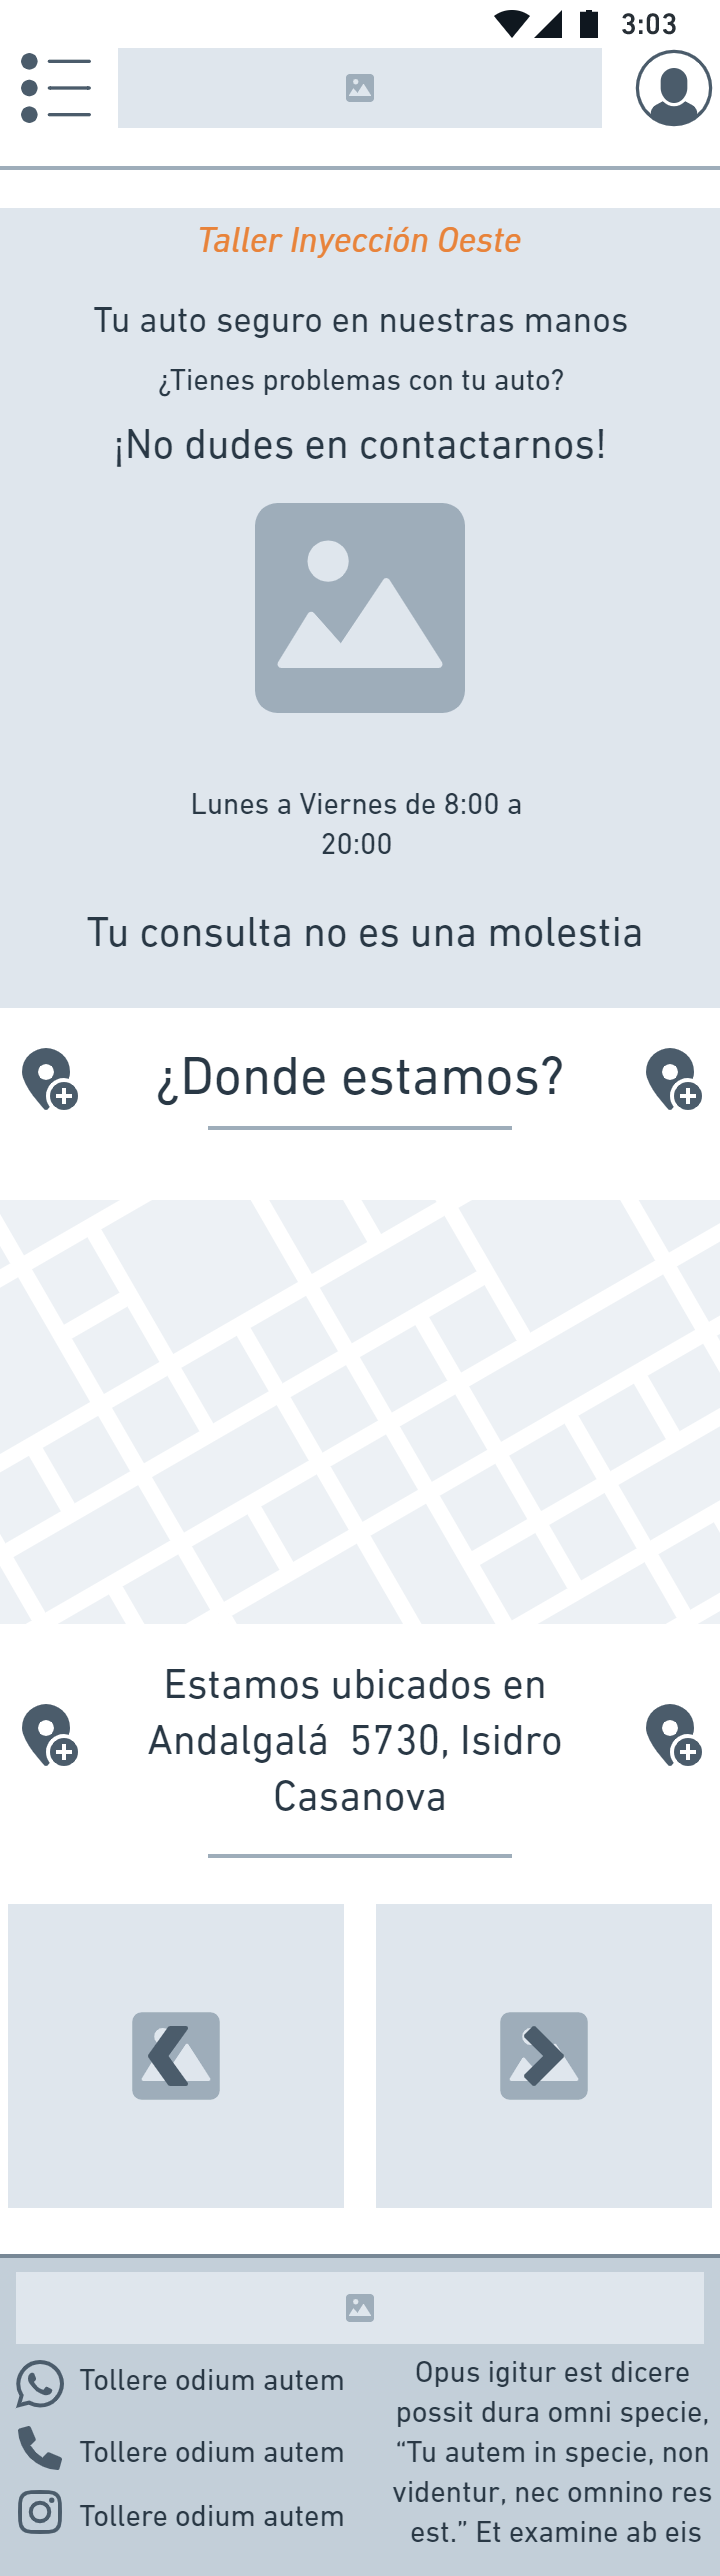 3:03
Taller Inyección Oeste
Tu auto seguro en nuestras manos
¿Tienes problemas con tu auto?
¡No dudes en contactarnos!
Lunes a Viernes de 8:00 a
20:00
Tu consulta no es una molestia
¿Donde estamos?
Estamos ubicados en
Andalgalá  5730, Isidro
Casanova
Tollere odium autem
Tollere odium autem
Tollere odium autem
Opus igitur est dicere
possit dura omni specie,
“Tu autem in specie, non
videntur, nec omnino res
est.” Et examine ab eis